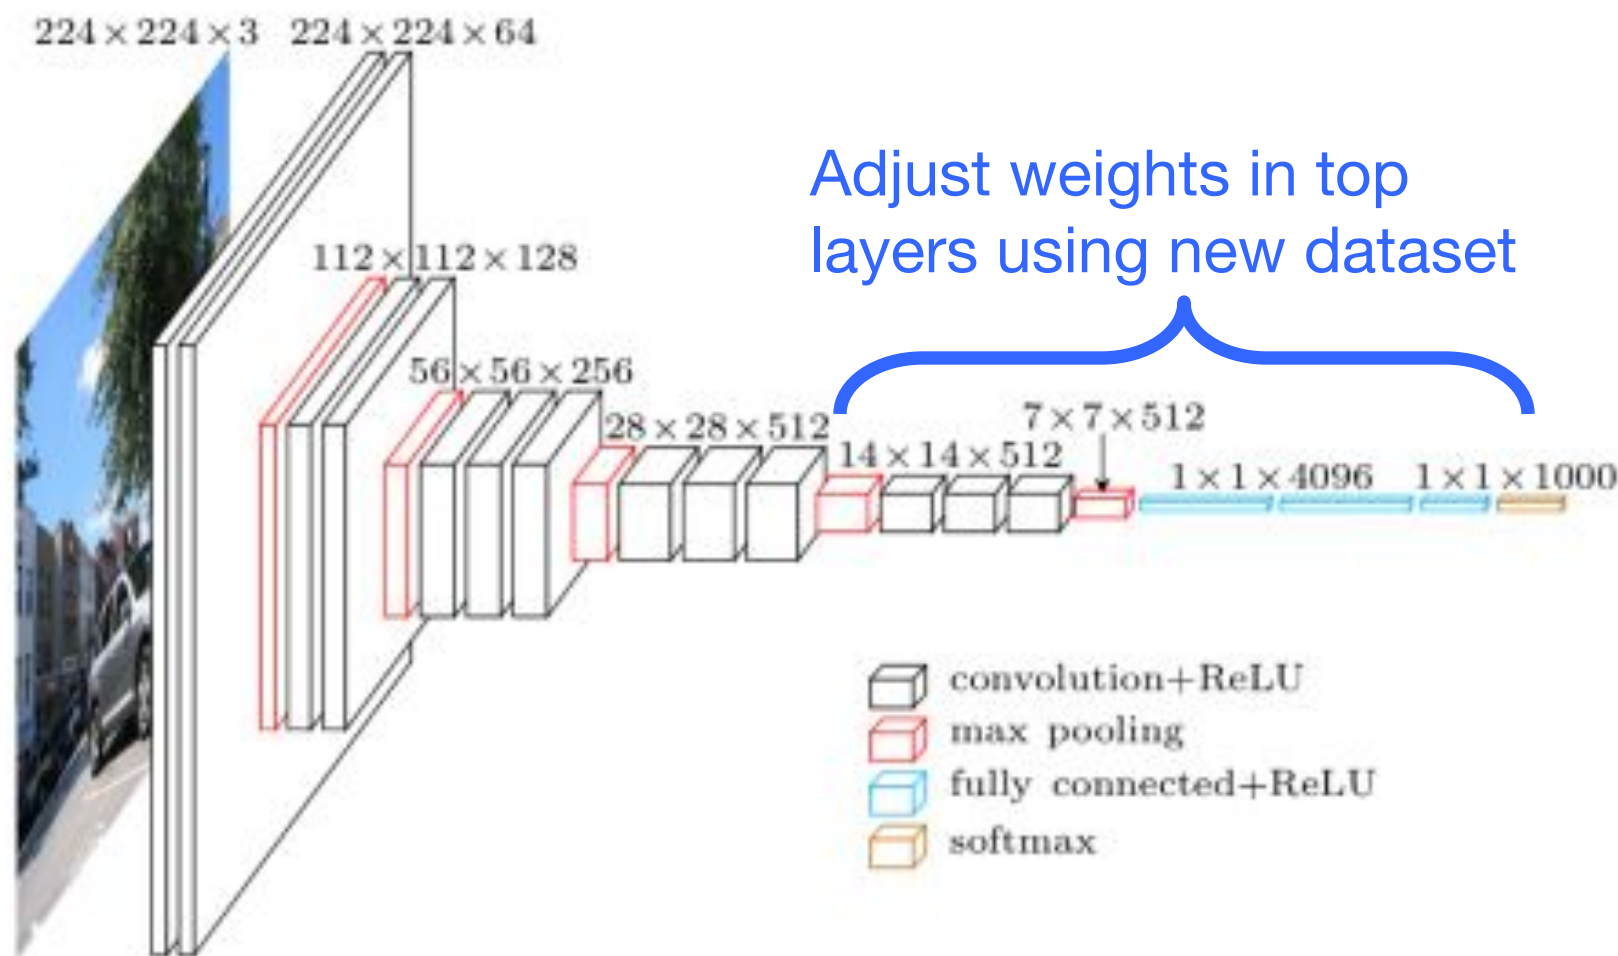 224×224×3
224×224×64
Adjust weights in top
layers using new dataset
112×112×128
56×56×256
28×28×512
14×14×512
7×7×512
1×1×4096
1×1×1000
convolution+ReLU
max pooling
fully connected+ReLU
softmax